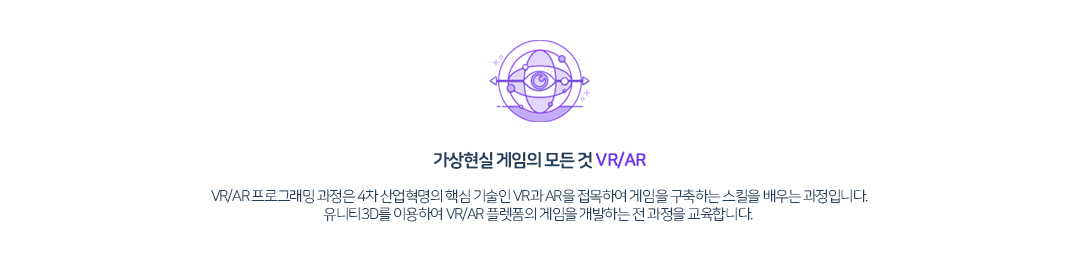 가상현실 게임의 모든 것 VR/AR
VR/AR 프로그래밍 과정은 4차 산업혁명의 핵심 기술인 VR과 AR을 접목하여 게임을 구축하는 스킬을 배우는 과정입니다.
유니티3D를 이용하여 VR/AR 플렛폼의 게임을 개발하는 전 과정을 교육합니다.